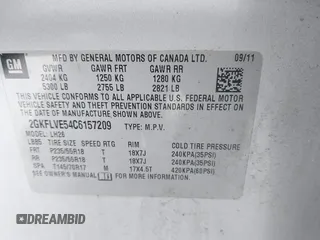 GM
MFD BY GENERAL MOTORS OF CANADA LTD. 09/11
GVWR GAWR FRT GAWR RR
2404 KG 1250 KG 1280 KG
5300 LB 2755 LB 2821 LB
THIS VEHICLE CONFORMS TO ALL APPLICABLE U.S. FEDERAL
MOTOR VEHICLE SAFETY, BUMPER, AND THEFT PREVENTION
STANDARDS IN EFFECT ON THE DATE OF MANUFACTURE
SHOWN ABOVE.
2GKFLVE54C6157209 TYPE: M.P.V.
MODEL: LH26
TIRE SIZE SPEED RTG RIM COLD TIRE PRESSURE
FRT P235/55R18 T 18X7J 240KPA(35PSI)
RR P235/55R18 T 18X7J 240KPA(35PSI)
SPA T145/70R17 M 17X4.5T 420KPA(60PSI)
SEE OWNER'S MANUAL FOR ADDITIONAL INFORMATION.